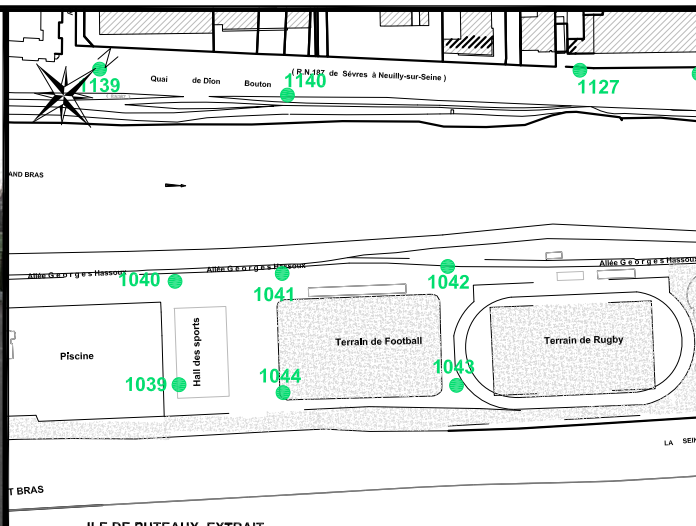 ( R.N.187 de Sévres à Neuilly-sur-Seine )
Quai de Dion Bouton
1139
1140
1127
AND BRAS
Allée Georges Hassoux
Allée Georges Hassoux
Allée Georges Hassoux
1040
1041
1042
Hall des sports
Terrain de Football
Terrain de Rugby
Piscine
1039
1044
1043
LA SEIN
T BRAS
ILE DE PUTEAUX EXTRAIT